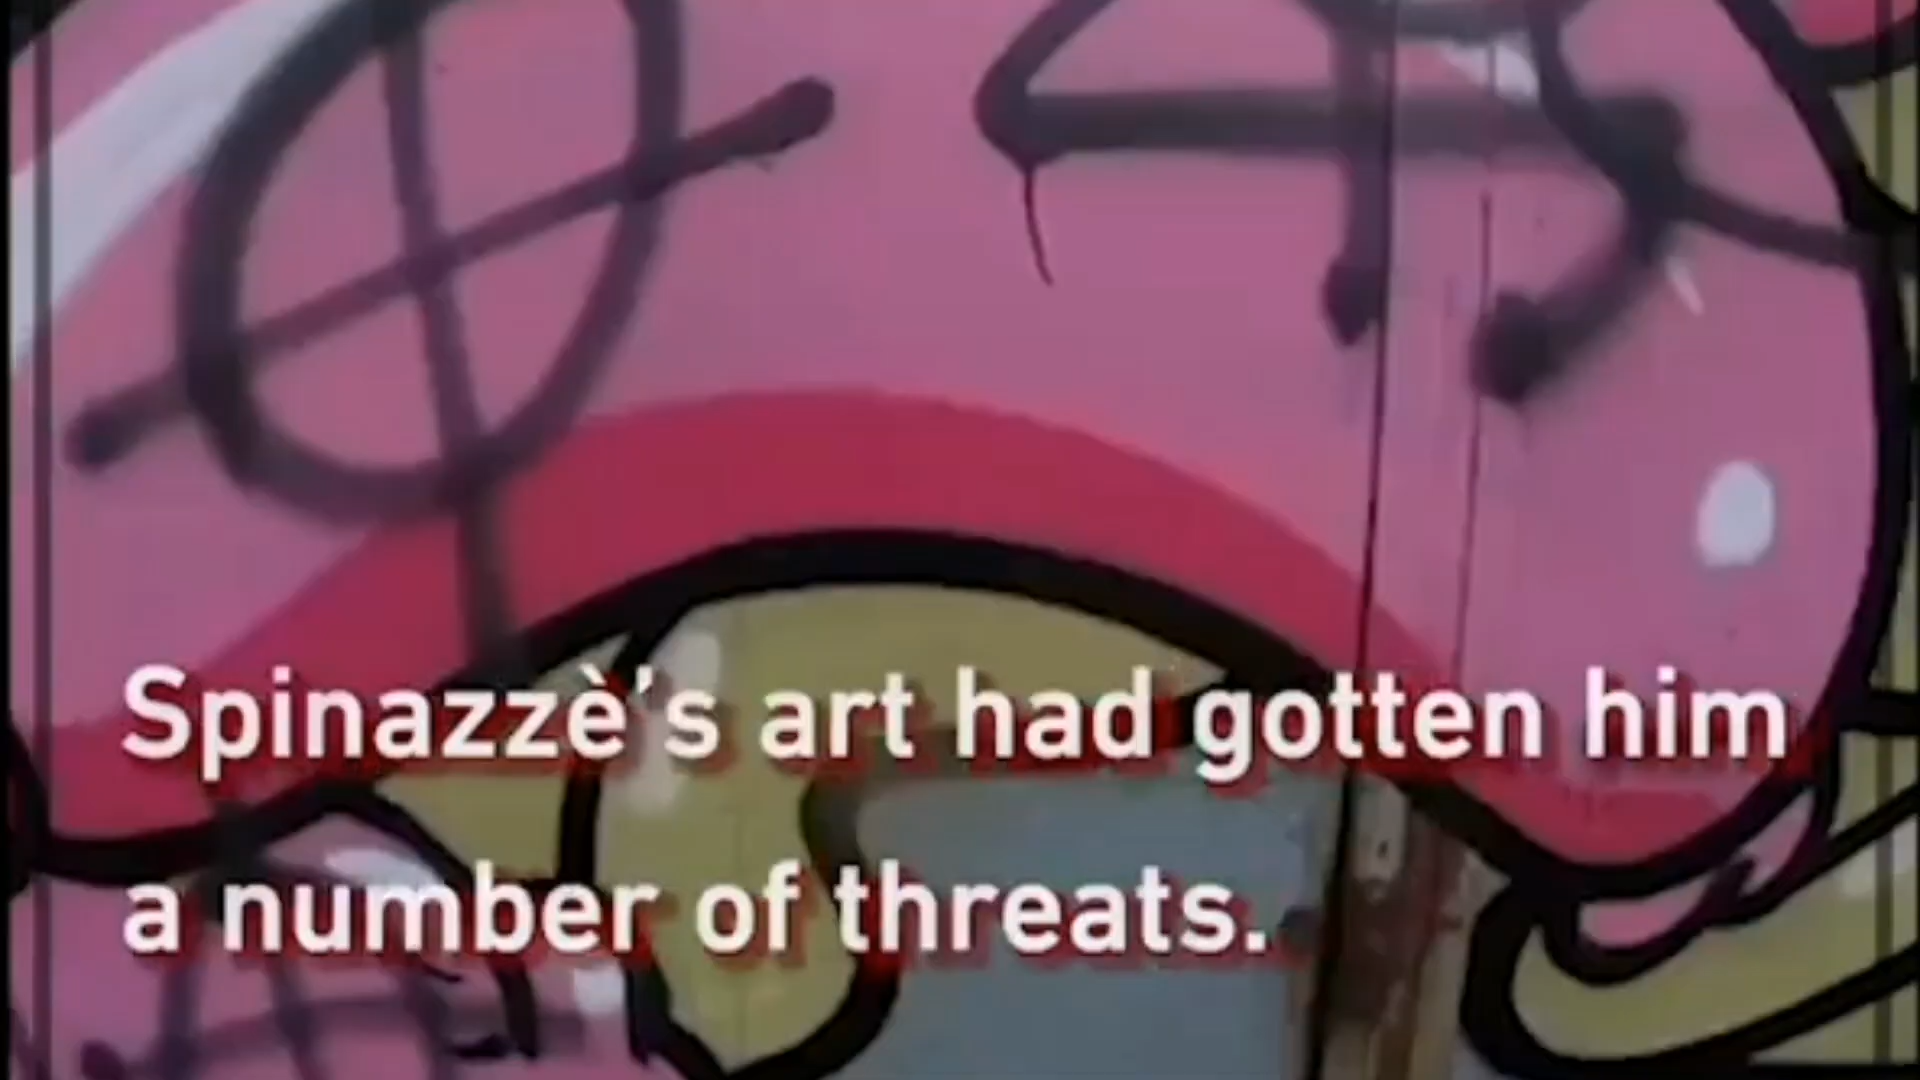 Spinazzè's art had gotten him
a number of threats.